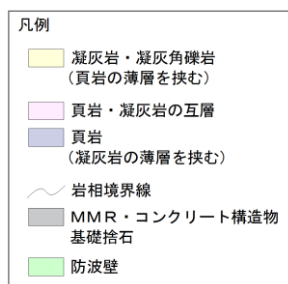 凡例
凝灰岩・凝灰角礫岩
(頁岩の薄層を挟む)
頁岩・凝灰岩の互層
頁岩
(凝灰岩の薄層を挟む)
岩相境界線
MMR・コンクリート構造物
基礎捨石
防波壁